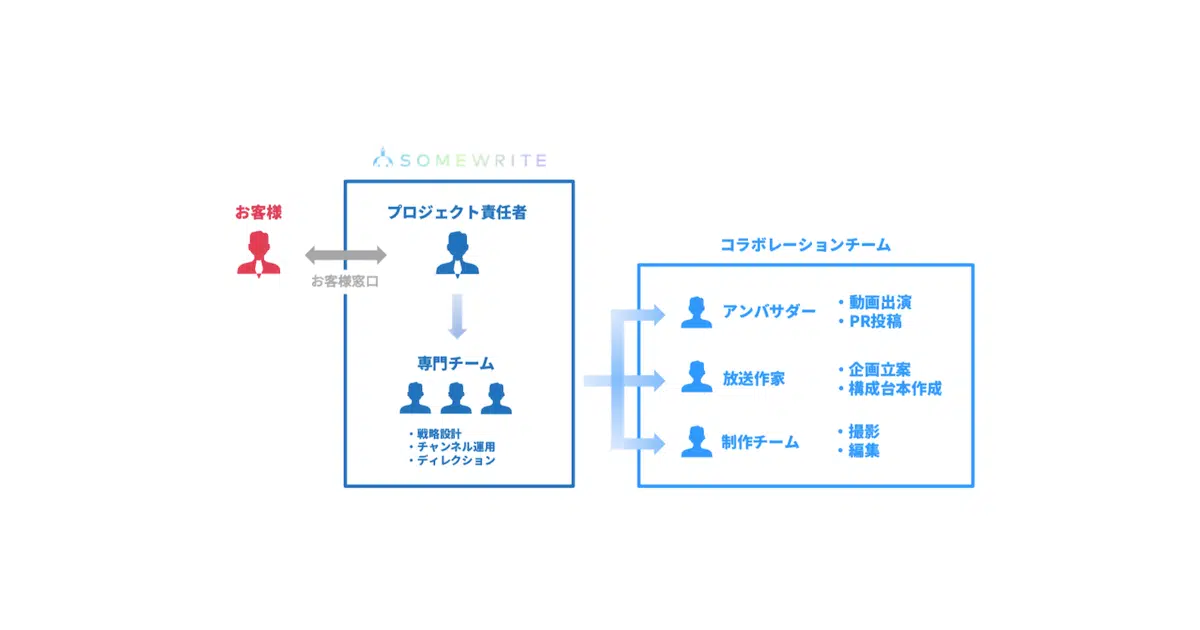 SOMEWRITE
お客様
お客様窓口
プロジェクト責任者
専門チーム
・戦略設計
・チャンネル運用
・ディレクション
コラボレーションチーム
アンバサダー
・動画出演
・PR投稿
放送作家
・企画立案
・構成台本作成
制作チーム
・撮影
・編集